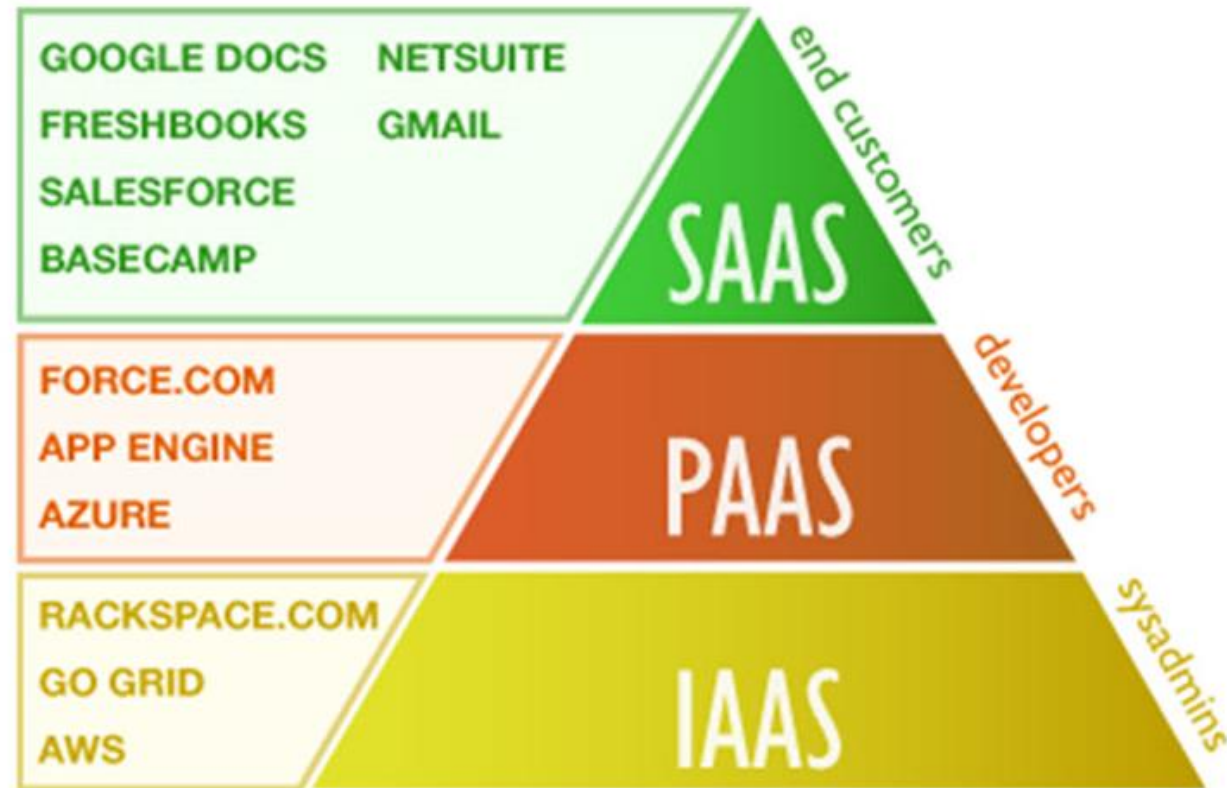 GOOGLE DOCS NETSUITE
FRESHBOOKS GMAIL
SALESFORCE
BASECAMP
SAAS
end customers
FORCE.COM
APP ENGINE
AZURE
PAAS
developers
RACKSPACE.COM
GO GRID
AWS
IAAS
sysadmins